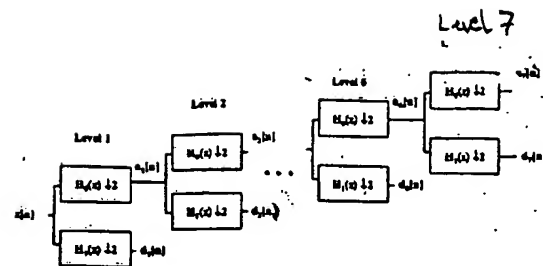 Level 7
a₇[n]
Level 6
H₀(z) ↓2
Level 2
a₆[n]
H₀(z) ↓2
Level 1
a₂[n]
H₁(z) ↓2
d₇[n]
a₁[n]
H₀(z) ↓2
...
H₁(z) ↓2
d₆[n]
H₀(z) ↓2
x[n]
H₁(z) ↓2
d₂[n]
H₁(z) ↓2
d₁[n]